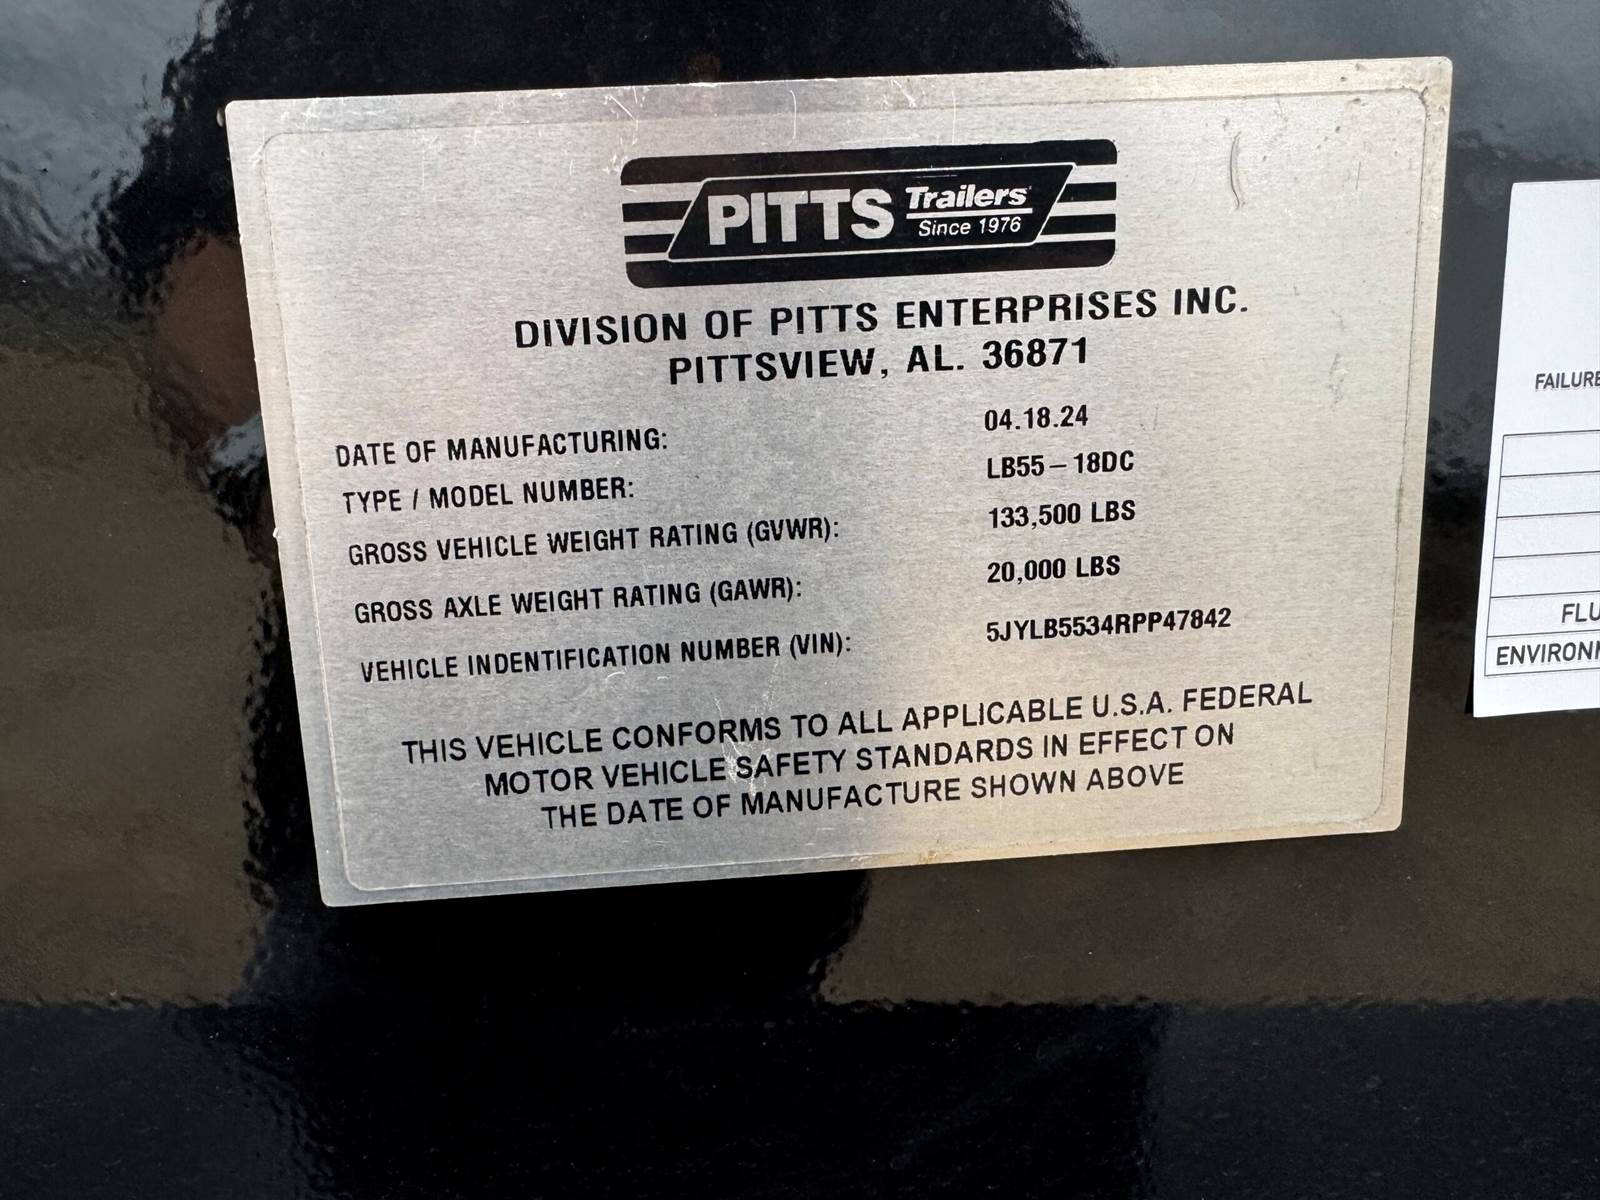 PITTS Trailers
Since 1976
DIVISION OF PITTS ENTERPRISES INC.
PITTSVIEW, AL. 36871
DATE OF MANUFACTURING: 04.18.24
TYPE / MODEL NUMBER: LB55 – 18DC
GROSS VEHICLE WEIGHT RATING (GVWR): 133,500 LBS
GROSS AXLE WEIGHT RATING (GAWR): 20,000 LBS
VEHICLE INDENTIFICATION NUMBER (VIN): 5JYLB5534RPP47842
THIS VEHICLE CONFORMS TO ALL APPLICABLE U.S.A. FEDERAL
MOTOR VEHICLE SAFETY STANDARDS IN EFFECT ON
THE DATE OF MANUFACTURE SHOWN ABOVE
FAILURE
FLU
ENVIRON